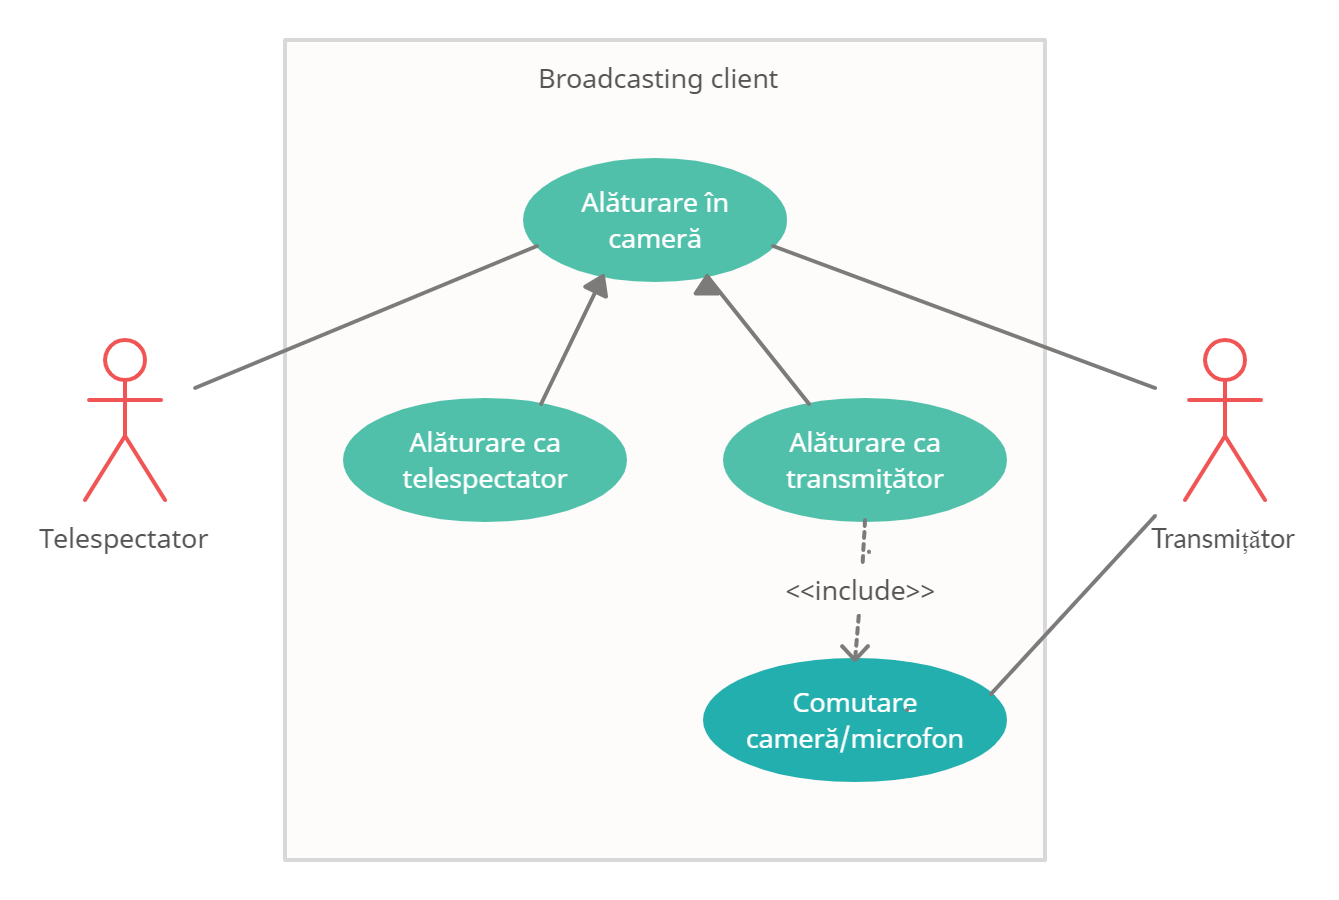 Broadcasting client
Alăturare în
cameră
Alăturare ca
telespectator
Alăturare ca
transmițător
Telespectator
Transmițător
<<include>>
Comutare
cameră/microfon